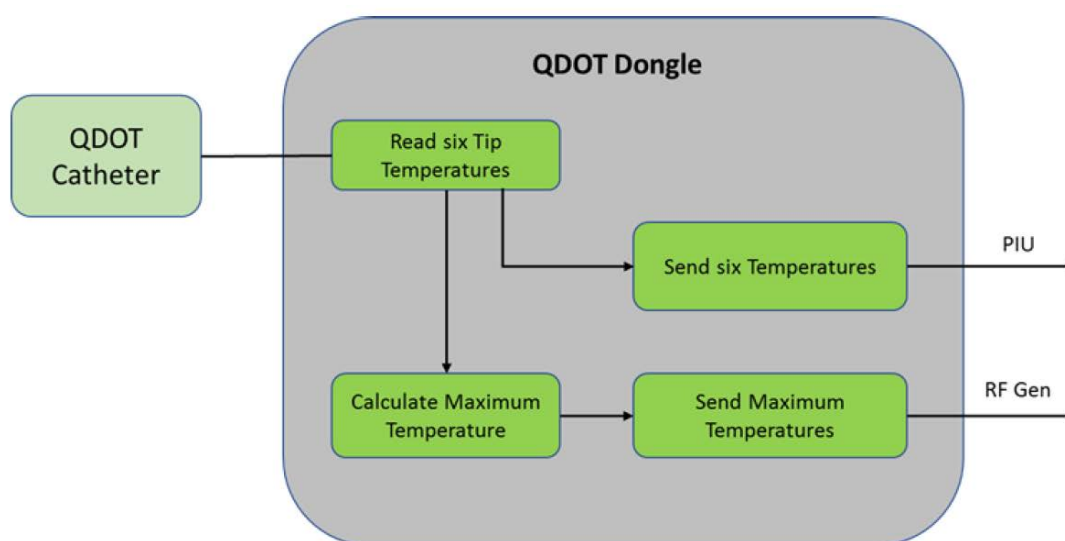 QDOT Dongle
QDOT
Catheter
Read six Tip
Temperatures
Send six Temperatures
PIU
Calculate Maximum
Temperature
Send Maximum
Temperatures
RF Gen